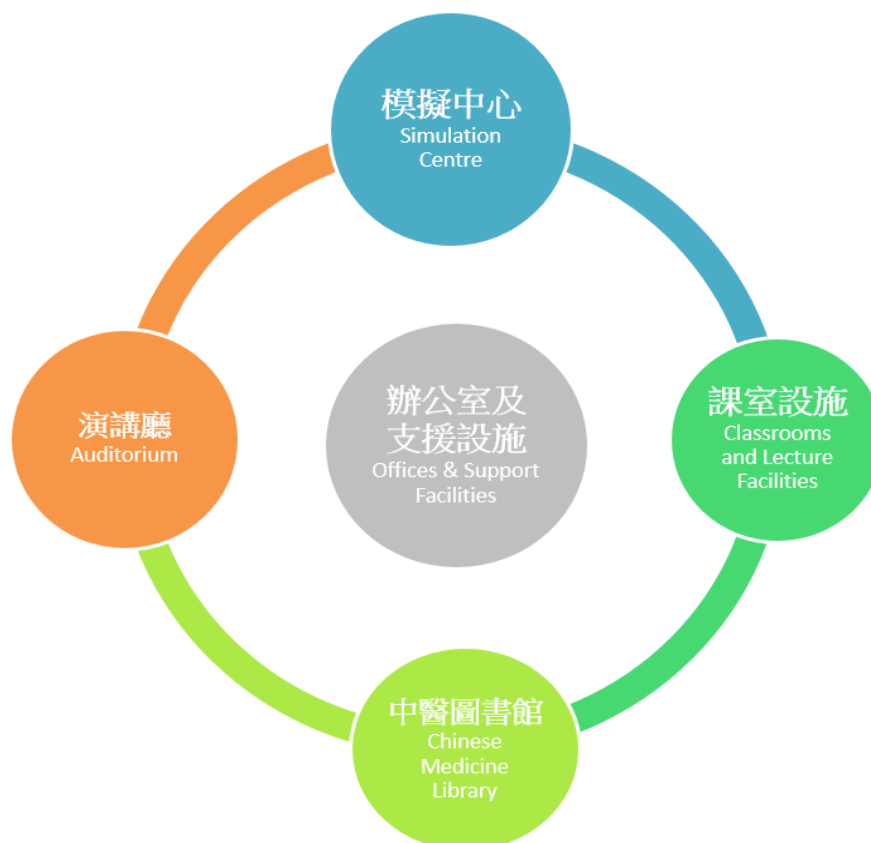 模擬中心
Simulation
Centre
演講廳
Auditorium
辦公室及
支援設施
Offices & Support
Facilities
課室設施
Classrooms
and Lecture
Facilities
中醫圖書館
Chinese
Medicine
Library